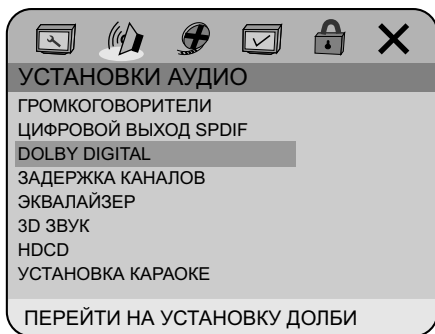 УСТАНОВКИ АУДИО
ГРОМКОГОВОРИТЕЛИ
ЦИФРОВОЙ ВЫХОД SPDIF
DOLBY DIGITAL
ЗАДЕРЖКА КАНАЛОВ
ЭКВАЛАЙЗЕР
3D ЗВУК
HDCD
УСТАНОВКА КАРАОКЕ
ПЕРЕЙТИ НА УСТАНОВКУ ДОЛБИ